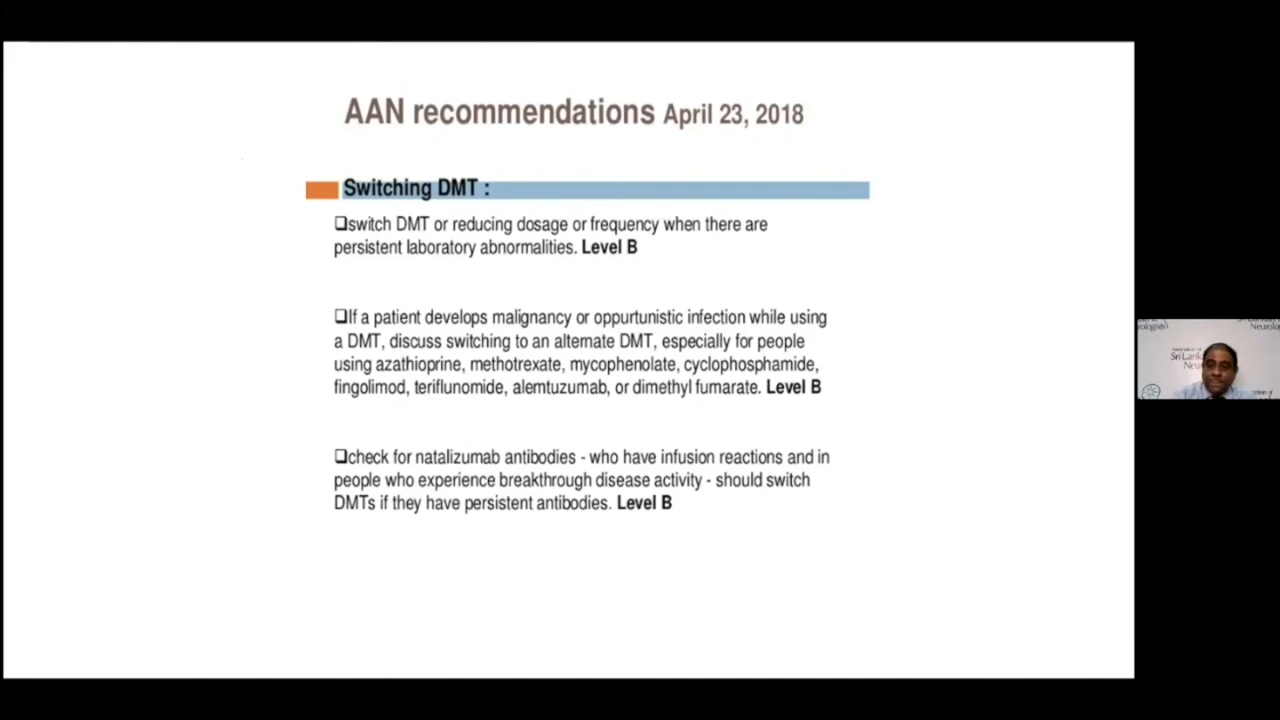 AAN recommendations April 23, 2018
Switching DMT :
❑switch DMT or reducing dosage or frequency when there are
persistent laboratory abnormalities. Level B
❑If a patient develops malignancy or oppurtunistic infection while using
a DMT, discuss switching to an alternate DMT, especially for people
using azathioprine, methotrexate, mycophenolate, cyclophosphamide,
fingolimod, teriflunomide, alemtuzumab, or dimethyl fumarate. Level B
❑check for natalizumab antibodies - who have infusion reactions and in
people who experience breakthrough disease activity - should switch
DMTs if they have persistent antibodies. Level B
Sri Lank
Neurolo